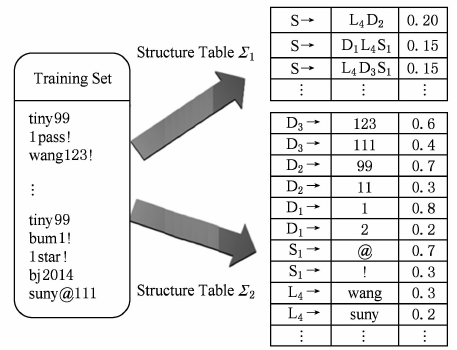 Training Set
tiny99
1pass!
wang123!
⋮
tiny99
bum1!
1star!
bj2014
suny@111
Structure Table Σ₁
S→ L₄D₂ 0.20
S→ D₁L₄S₁ 0.15
S→ L₄D₃S₁ 0.15
⋮ ⋮ ⋮
Structure Table Σ₂
D₃→ 123 0.6
D₃→ 111 0.4
D₂→ 99 0.7
D₂→ 11 0.3
D₁→ 1 0.8
D₁→ 2 0.2
S₁→ @ 0.7
S₁→ ! 0.3
L₄→ wang 0.3
L₄→ suny 0.2
⋮ ⋮ ⋮